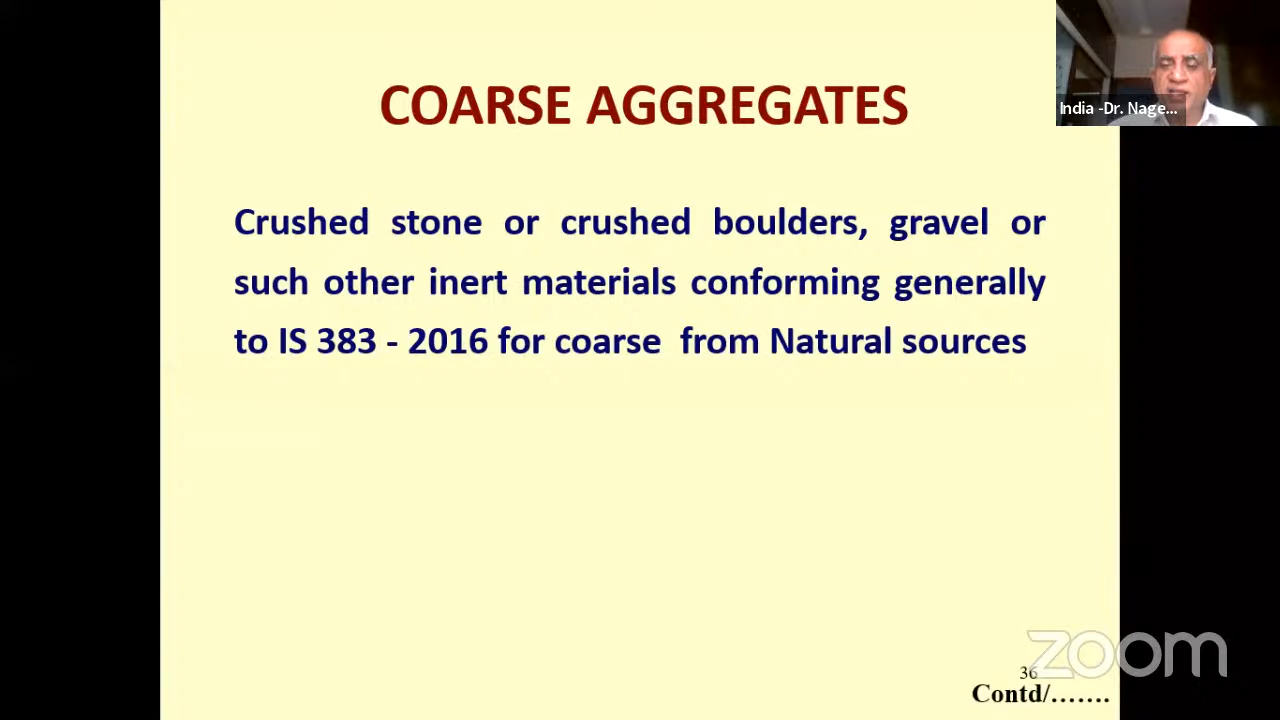 COARSE AGGREGATES
India -Dr. Nage...
Crushed stone or crushed boulders, gravel or
such other inert materials conforming generally
to IS 383 - 2016 for coarse from Natural sources
zoom
36
Contd/.......